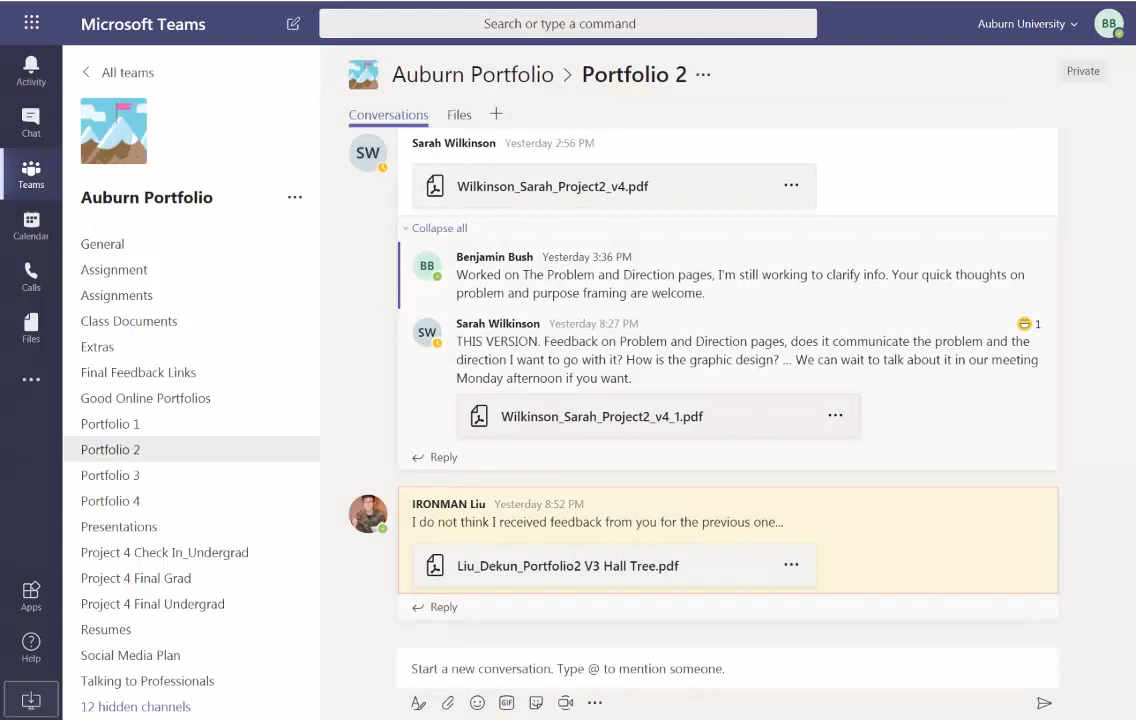 Microsoft Teams
Search or type a command
Auburn University
BB
Activity
Chat
Teams
Calendar
Calls
Files
Apps
Help
All teams
Auburn Portfolio
General
Assignment
Assignments
Class Documents
Extras
Final Feedback Links
Good Online Portfolios
Portfolio 1
Portfolio 2
Portfolio 3
Portfolio 4
Presentations
Project 4 Check In_Undergrad
Project 4 Final Grad
Project 4 Final Undergrad
Resumes
Social Media Plan
Talking to Professionals
12 hidden channels
Auburn Portfolio > Portfolio 2 ...
Private
Conversations Files +
SW
Sarah Wilkinson Yesterday 2:56 PM
Wilkinson_Sarah_Project2_v4.pdf
Collapse all
BB
Benjamin Bush Yesterday 3:36 PM
Worked on The Problem and Direction pages, I'm still working to clarify info. Your quick thoughts on
problem and purpose framing are welcome.
SW
Sarah Wilkinson Yesterday 8:27 PM
1
THIS VERSION. Feedback on Problem and Direction pages, does it communicate the problem and the
direction I want to go with it? How is the graphic design? ... We can wait to talk about it in our meeting
Monday afternoon if you want.
Wilkinson_Sarah_Project2_v4_1.pdf
Reply
IRONMAN Liu Yesterday 8:52 PM
I do not think I received feedback from you for the previous one...
Liu_Dekun_Portfolio2 V3 Hall Tree.pdf
Reply
Start a new conversation. Type @ to mention someone.
GIF